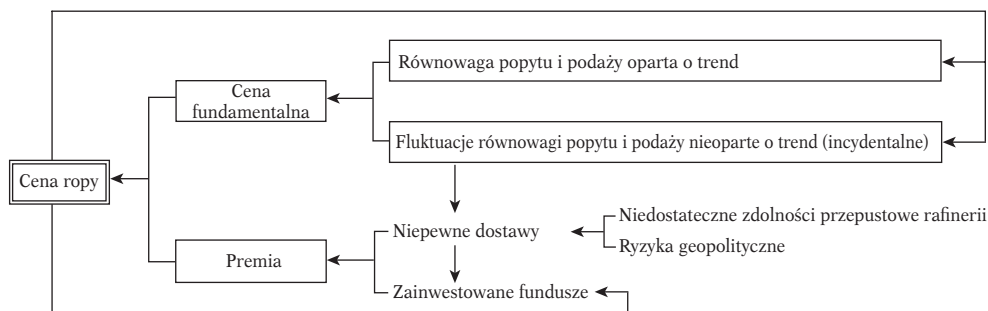 Równowaga popytu i podaży oparta o trend
Cena
fundamentalna
Fluktuacje równowagi popytu i podaży nieoparte o trend (incydentalne)
Cena ropy
Niedostateczne zdolności przepustowe rafinerii
Niepewne dostawy
Ryzyka geopolityczne
Premia
Zainwestowane fundusze